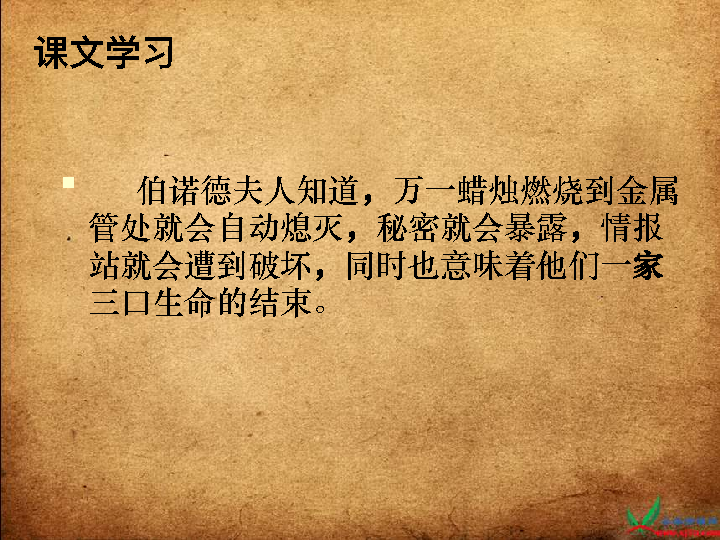 课文学习
伯诺德夫人知道，万一蜡烛燃烧到金属
管处就会自动熄灭，秘密就会暴露，情报
站就会遭到破坏，同时也意味着他们一家
三口生命的结束。